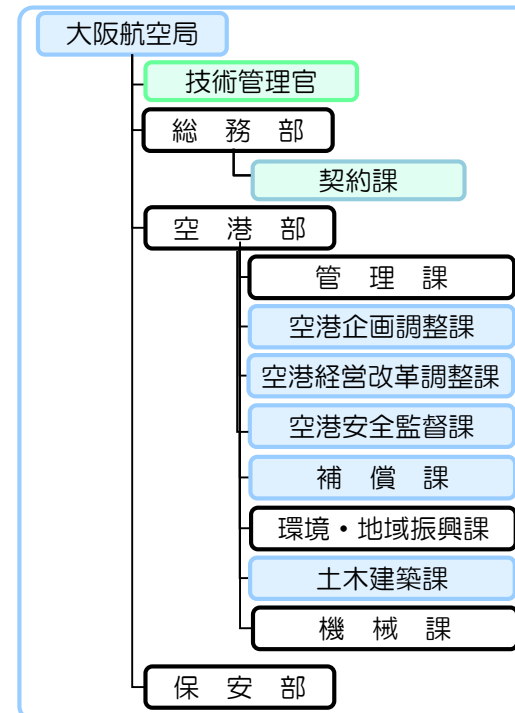 大阪航空局
技術管理官
総　務　部
契約課
空　港　部
管　理　課
空港企画調整課
空港経営改革調整課
空港安全監督課
補　償　課
環境・地域振興課
土木建築課
機　械　課
保　安　部